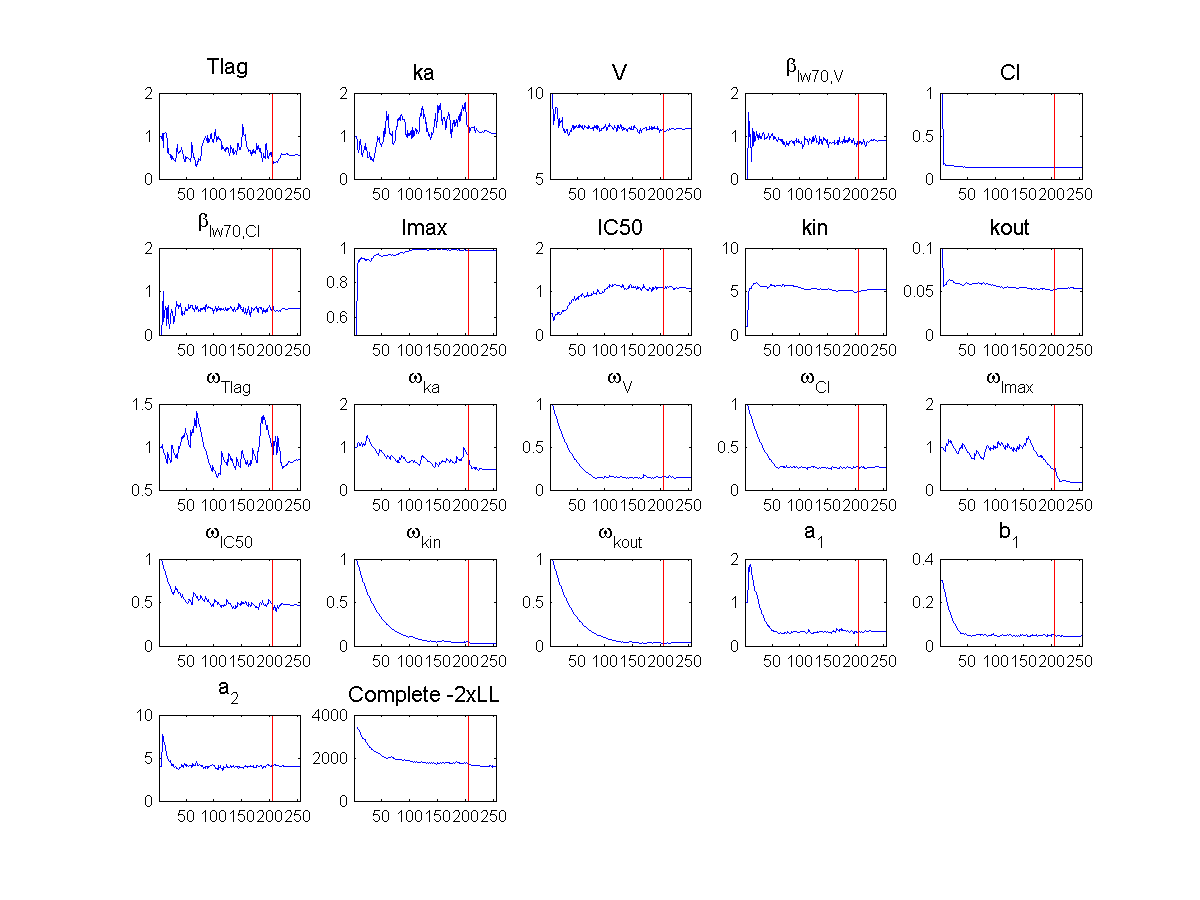 Tlag ka V βlw70,V Cl
2 2 10 2 1
1 1 1 0.5
0 0 5 0 0
50 100150200250 50 100150200250 50 100150200250 50 100150200250 50 100150200250
βlw70,Cl Imax IC50 kin kout
2 1 2 10 0.1
1 0.8 1 5 0.05
0 0.6 0 0 0
50 100150200250 50 100150200250 50 100150200250 50 100150200250 50 100150200250
ωTlag ωka ωV ωCl ωImax
1.5 2 1 1 2
1 1 0.5 0.5 1
0.5 0 0 0 0
50 100150200250 50 100150200250 50 100150200250 50 100150200250 50 100150200250
ωIC50 ωkin ωkout a1 b1
1 1 1 2 0.4
0.5 0.5 0.5 1 0.2
0 0 0 0 0
50 100150200250 50 100150200250 50 100150200250 50 100150200250 50 100150200250
a2 Complete -2xLL
10 4000
5 2000
0 0
50 100150200250 50 100150200250